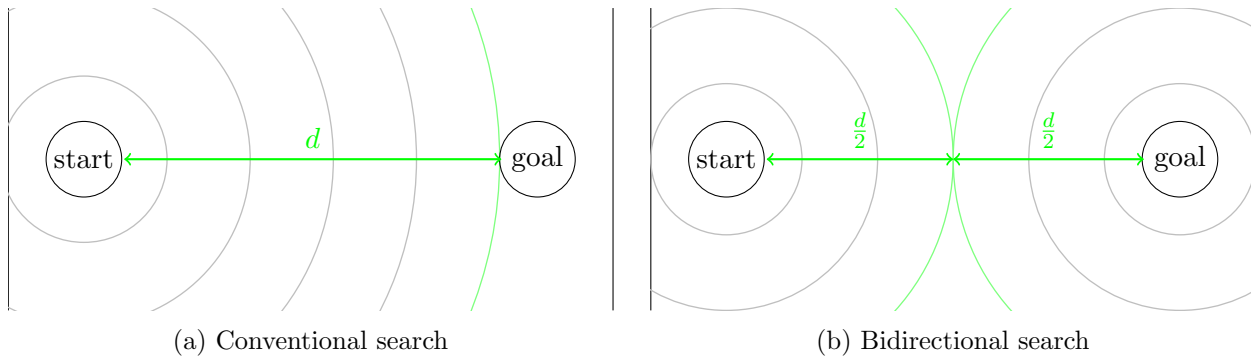 start
d
goal
start
d/2
d/2
goal
(a) Conventional search
(b) Bidirectional search